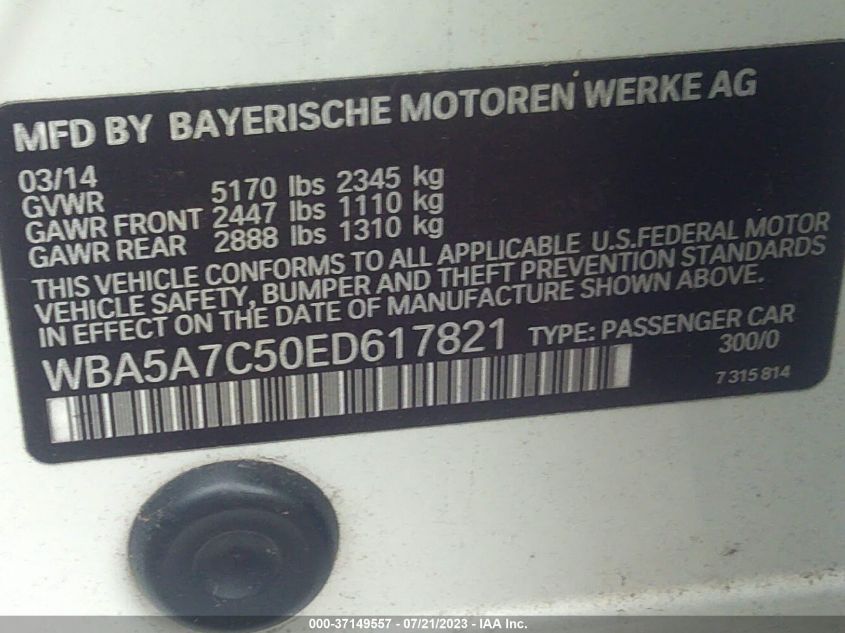 MFD BY BAYERISCHE MOTOREN WERKE AG
03/14
GVWR 5170 lbs 2345 kg
GAWR FRONT 2447 lbs 1110 kg
GAWR REAR 2888 lbs 1310 kg
THIS VEHICLE CONFORMS TO ALL APPLICABLE U.S.FEDERAL MOTOR
VEHICLE SAFETY, BUMPER AND THEFT PREVENTION STANDARDS
IN EFFECT ON THE DATE OF MANUFACTURE SHOWN ABOVE.
WBA5A7C50ED617821 TYPE: PASSENGER CAR
300/0
7315814
000-37149557 - 07/21/2023 - IAA Inc.